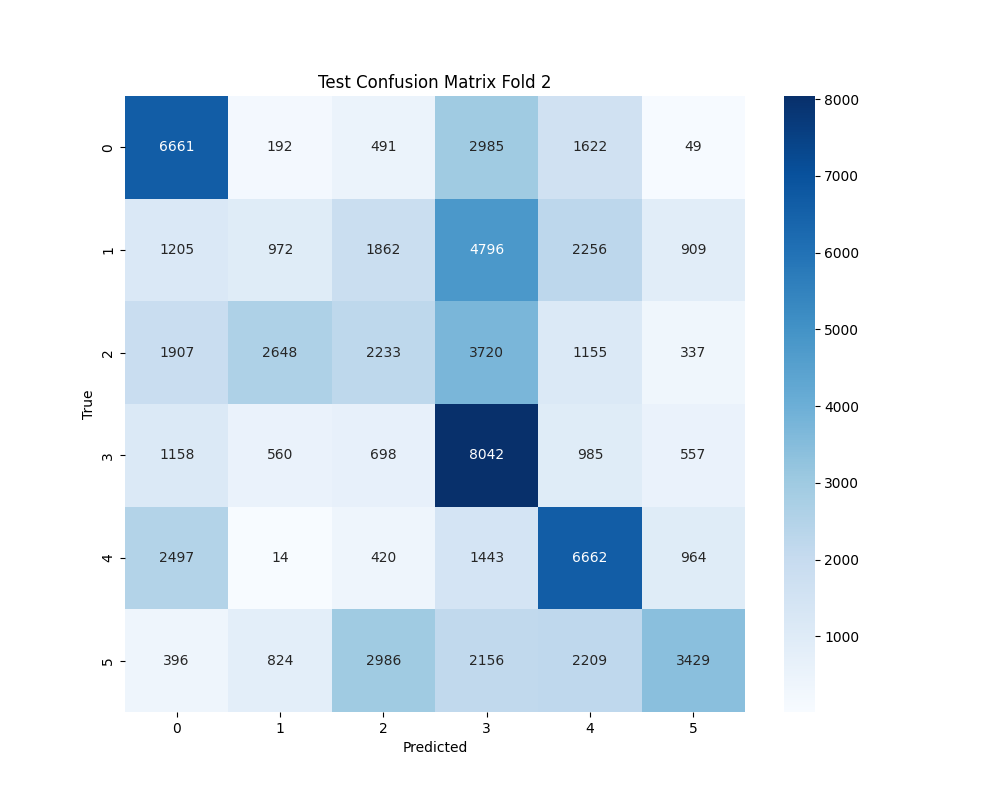 Test Confusion Matrix Fold 2
0 6661 192 491 2985 1622 49
1 1205 972 1862 4796 2256 909
2 1907 2648 2233 3720 1155 337
3 1158 560 698 8042 985 557
4 2497 14 420 1443 6662 964
5 396 824 2986 2156 2209 3429
0 1 2 3 4 5
Predicted
True
8000
7000
6000
5000
4000
3000
2000
1000